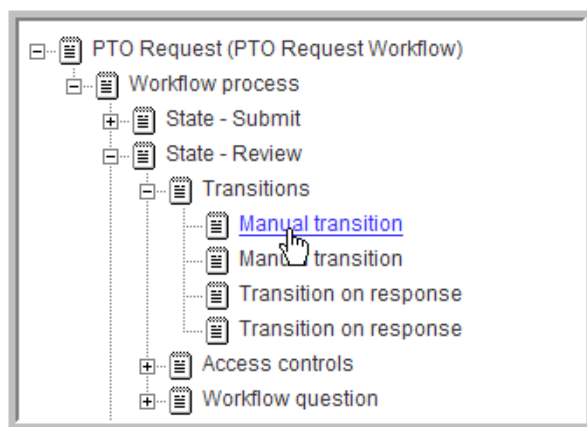 PTO Request (PTO Request Workflow)
Workflow process
State - Submit
State - Review
Transitions
Manual transition
Manual transition
Transition on response
Transition on response
Access controls
Workflow question